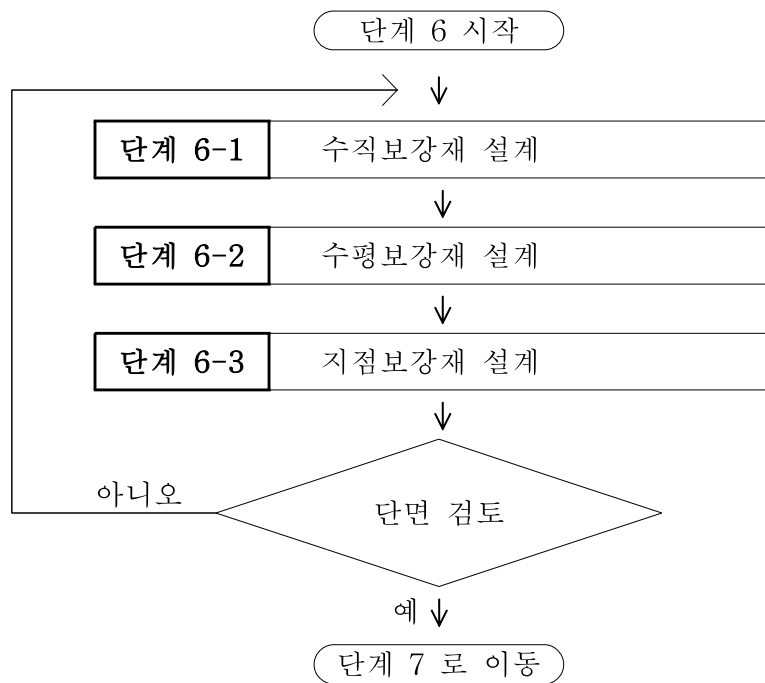 단계 6 시작
단계 6-1 수직보강재 설계
단계 6-2 수평보강재 설계
단계 6-3 지점보강재 설계
아니오
단면 검토
예
단계 7 로 이동